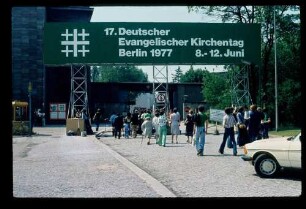 17. Deutscher
Evangelischer Kirchentag
Berlin 1977 8.-12. Juni